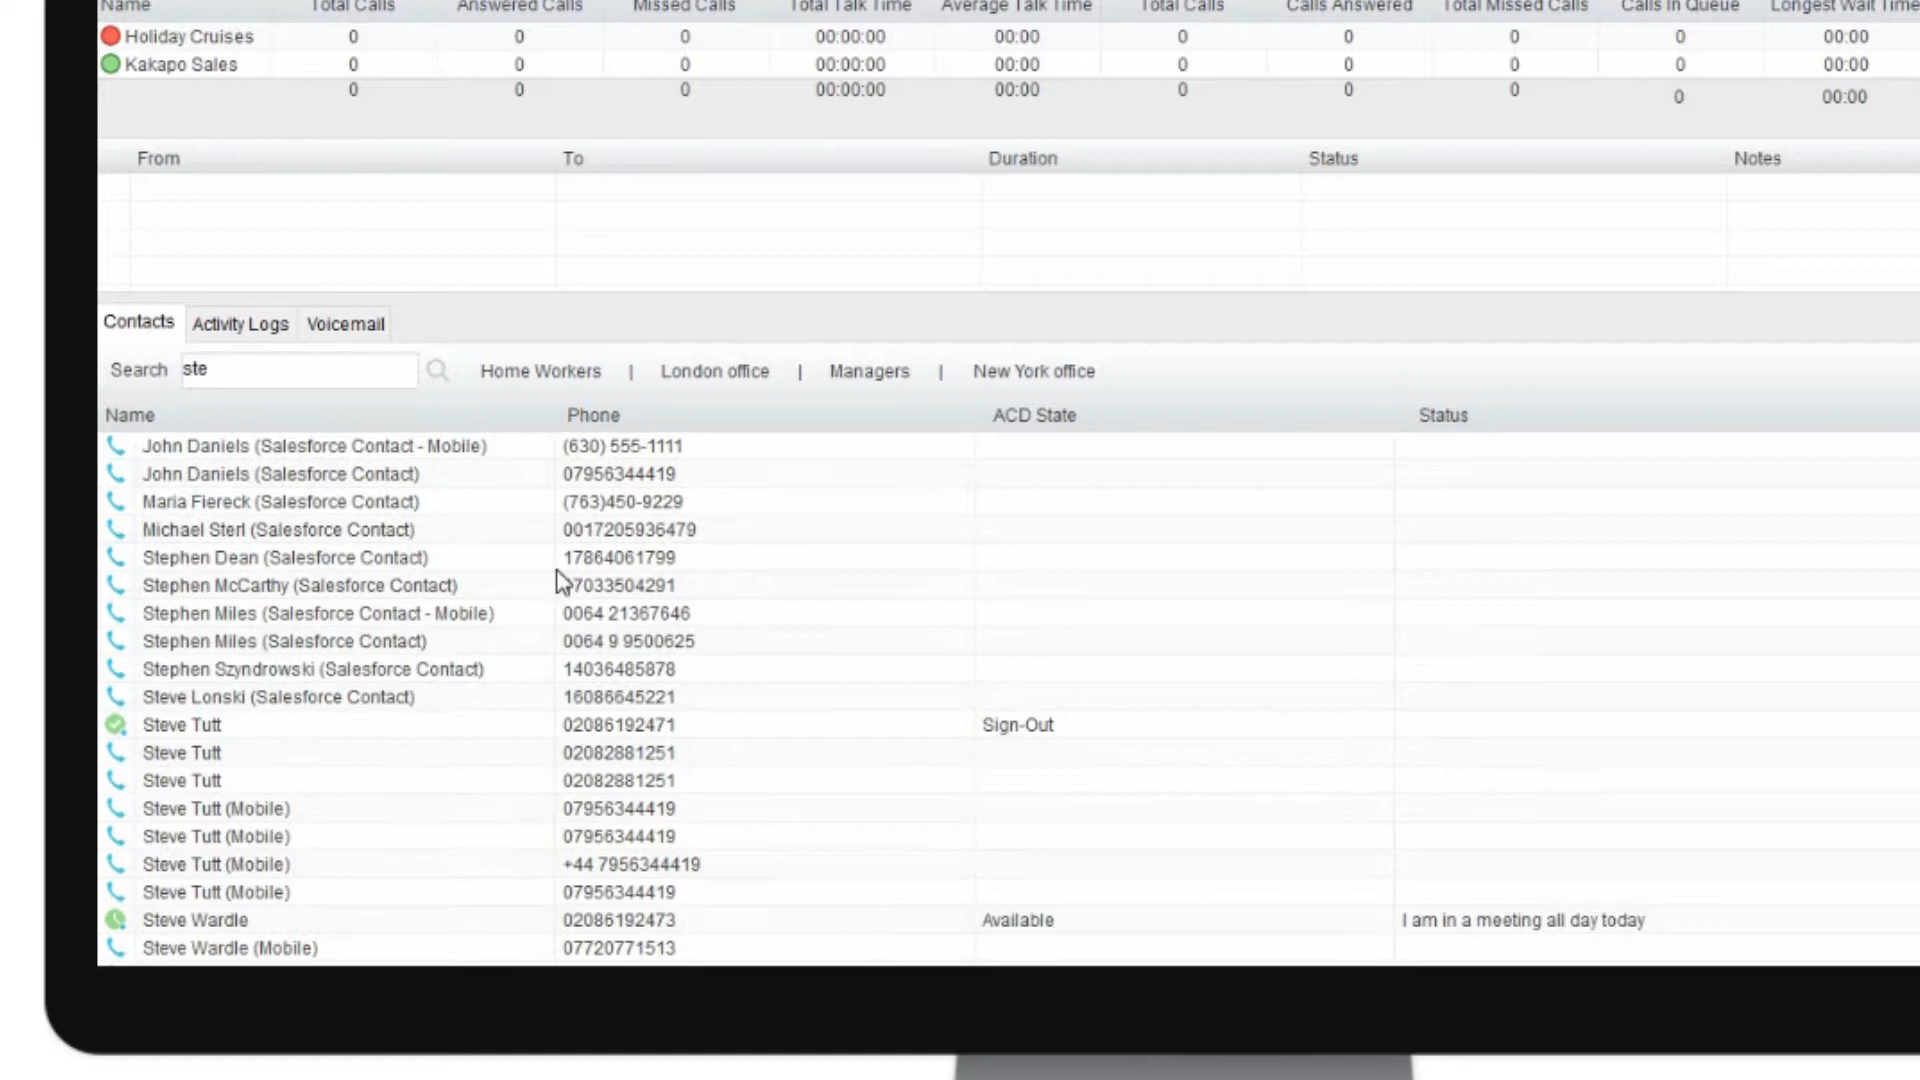 Name Total Calls Answered Calls Missed Calls Total Talk Time Average Talk Time Total Calls Calls Answered Total Missed Calls Calls In Queue Longest Wait Time
Holiday Cruises 0 0 0 00:00:00 00:00 0 0 0 0 00:00
Kakapo Sales 0 0 0 00:00:00 00:00 0 0 0 0 00:00
0 0 0 00:00:00 00:00 0 0 0 0 00:00
From To Duration Status Notes
Contacts Activity Logs Voicemail
Search ste Home Workers | London office | Managers | New York office
Name Phone ACD State Status
John Daniels (Salesforce Contact - Mobile) (630) 555-1111
John Daniels (Salesforce Contact) 07956344419
Maria Fiereck (Salesforce Contact) (763)450-9229
Michael Sterl (Salesforce Contact) 0017205936479
Stephen Dean (Salesforce Contact) 17864061799
Stephen McCarthy (Salesforce Contact) 7033504291
Stephen Miles (Salesforce Contact - Mobile) 0064 21367646
Stephen Miles (Salesforce Contact) 0064 9 9500625
Stephen Szyndrowski (Salesforce Contact) 14036485878
Steve Lonski (Salesforce Contact) 16086645221
Steve Tutt 02086192471 Sign-Out
Steve Tutt 02082881251
Steve Tutt 02082881251
Steve Tutt (Mobile) 07956344419
Steve Tutt (Mobile) 07956344419
Steve Tutt (Mobile) +44 7956344419
Steve Tutt (Mobile) 07956344419
Steve Wardle 02086192473 Available I am in a meeting all day today
Steve Wardle (Mobile) 07720771513